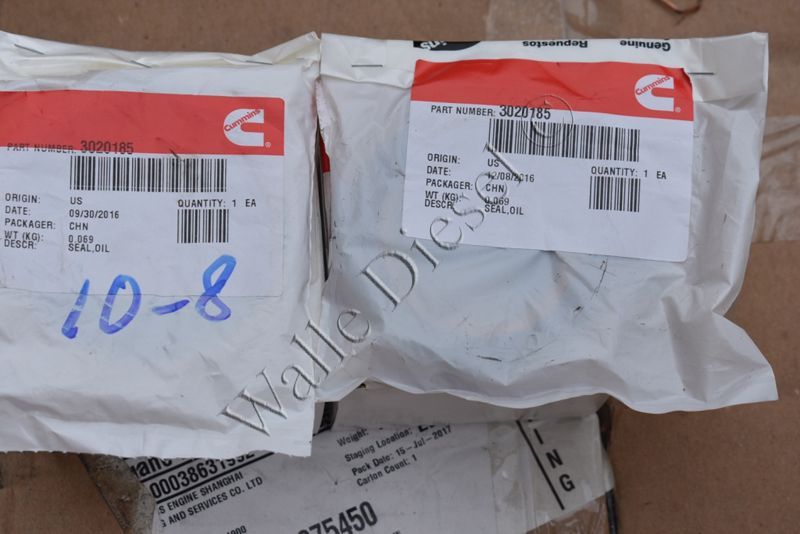 Cummins
PART NUMBER: 3020185
ORIGIN: US QUANTITY: 1 EA
DATE: 09/30/2016
PACKAGER: CHN
WT (KG): 0.069
DESCR: SEAL,OIL
10-8
Genuine
Repuestos
Cummins
PART NUMBER: 3020185
ORIGIN: US QUANTITY: 1 EA
DATE: 12/08/2016
PACKAGER: CHN
WT (KG): 0.069
DESCR: SEAL,OIL
Walle Diesel ©
Weight:
Staging Location:
Pack Date: 15-Jul-2017
Carton Count: 1
S ENGINE SHANGHAI
G AND SERVICES CO. LTD
75450
ING